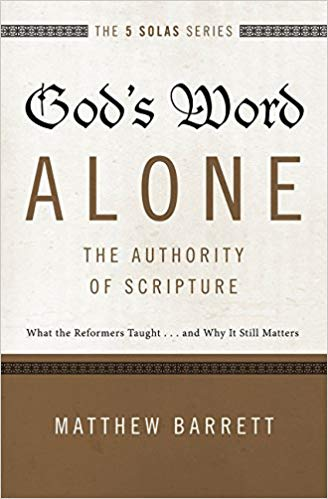 THE 5 SOLAS SERIES
God's Word
ALONE
THE AUTHORITY
OF SCRIPTURE
What the Reformers Taught . . . and Why It Still Matters
MATTHEW BARRETT